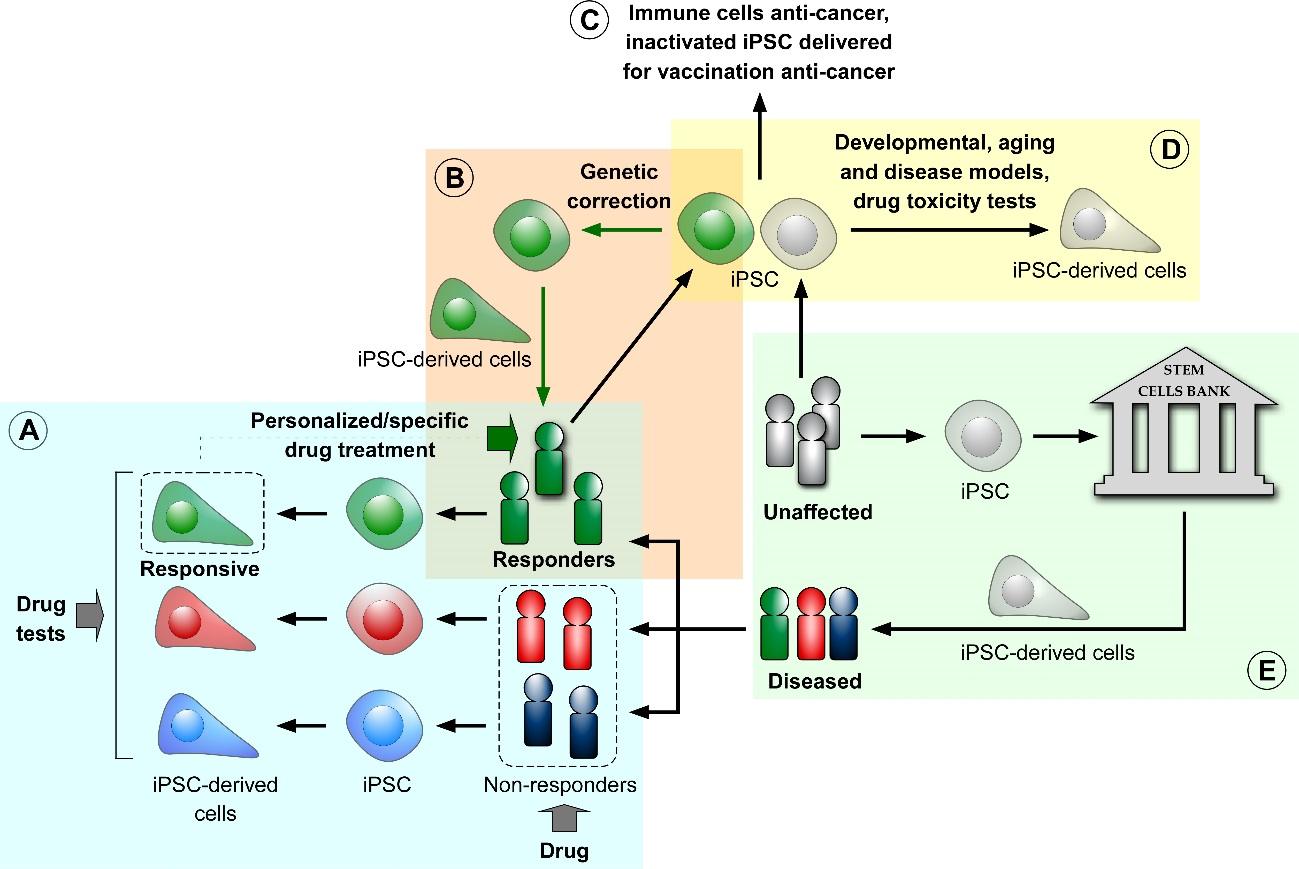 C
Immune cells anti-cancer,
inactivated iPSC delivered
for vaccination anti-cancer
B
Genetic
correction
iPSC
Developmental, aging
and disease models,
drug toxicity tests
D
iPSC-derived cells
iPSC-derived cells
A
Personalized/specific
drug treatment
Responders
Responsive
Drug
tests
iPSC-derived
cells
iPSC
Non-responders
Drug
Unaffected
iPSC
STEM
CELLS BANK
iPSC-derived cells
Diseased
E